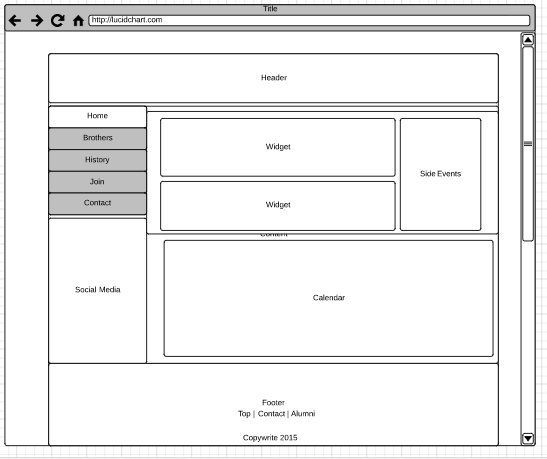 Title
http://lucidchart.com
Header
Home
Brothers
History
Join
Contact
Widget
Widget
Side Events
Content
Social Media
Calendar
Footer
Top | Contact | Alumni
Copywrite 2015